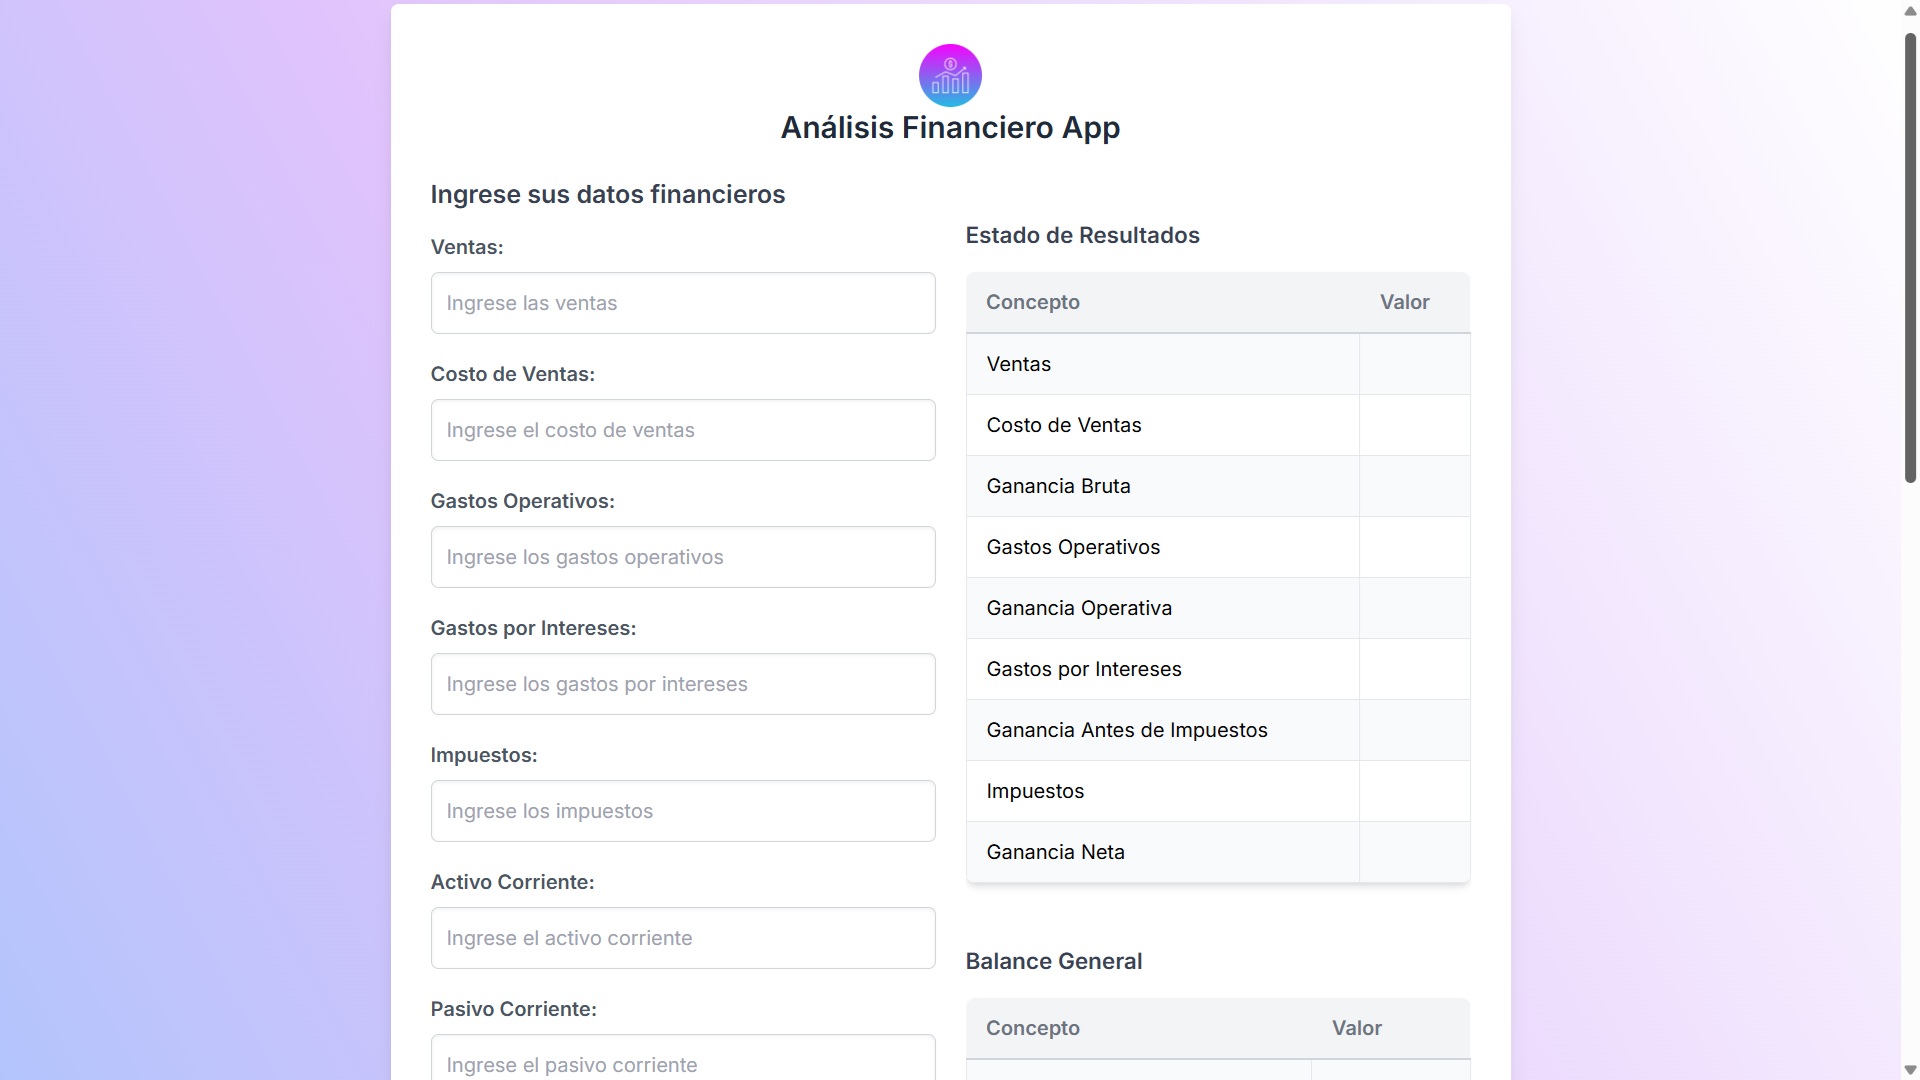 Análisis Financiero App
Ingrese sus datos financieros
Ventas:
Ingrese las ventas
Costo de Ventas:
Ingrese el costo de ventas
Gastos Operativos:
Ingrese los gastos operativos
Gastos por Intereses:
Ingrese los gastos por intereses
Impuestos:
Ingrese los impuestos
Activo Corriente:
Ingrese el activo corriente
Pasivo Corriente:
Ingrese el pasivo corriente
Estado de Resultados
Concepto Valor
Ventas
Costo de Ventas
Ganancia Bruta
Gastos Operativos
Ganancia Operativa
Gastos por Intereses
Ganancia Antes de Impuestos
Impuestos
Ganancia Neta
Balance General
Concepto Valor